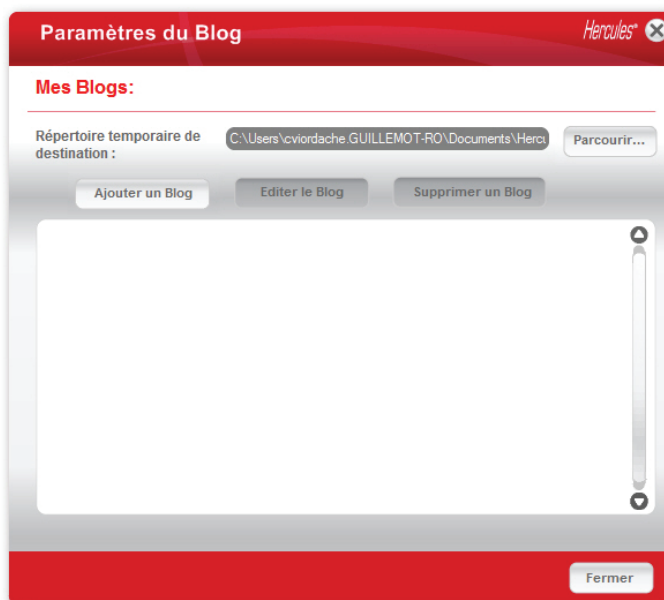 Paramètres du Blog
Hercules®
Mes Blogs:
Répertoire temporaire de
destination :
C:\Users\cviordache.GUILLEMOT-RO\Documents\Hercu
Parcourir...
Ajouter un Blog
Editer le Blog
Supprimer un Blog
Fermer